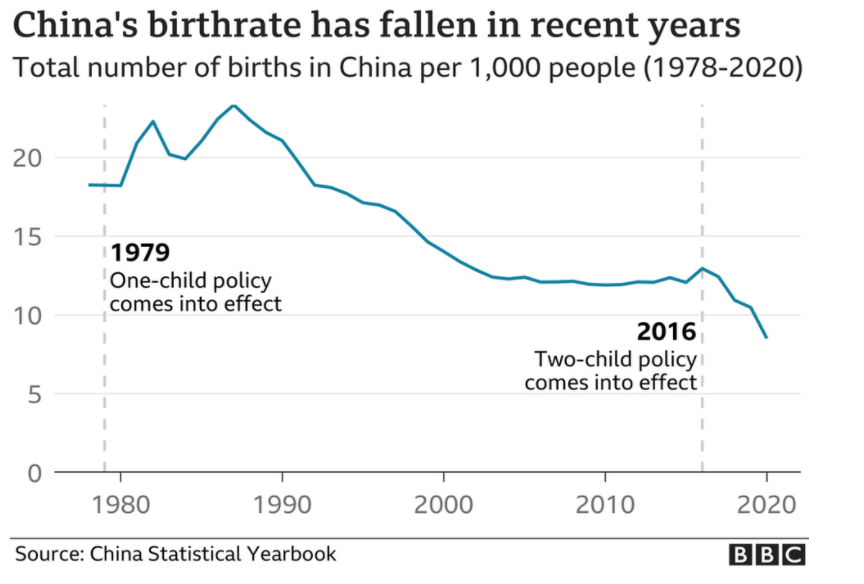 China's birthrate has fallen in recent years
Total number of births in China per 1,000 people (1978-2020)
20
15
10
5
0
1979
One-child policy
comes into effect
2016
Two-child policy
comes into effect
1980 1990 2000 2010 2020
Source: China Statistical Yearbook
BBC